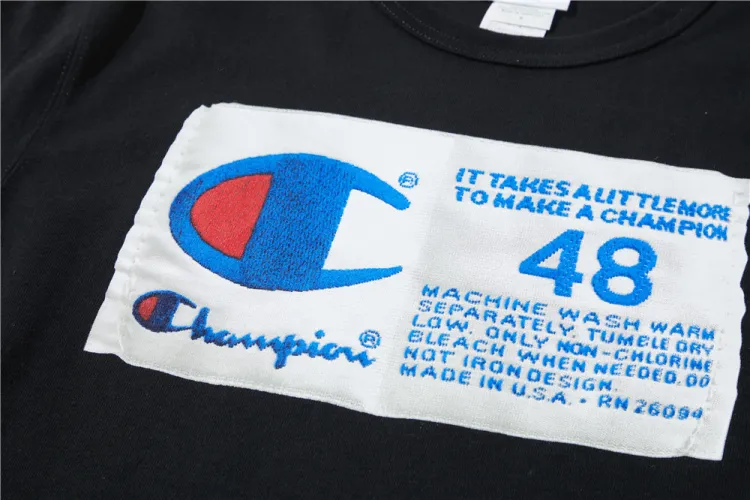 ®
Champion®
IT TAKES A LITTLE MORE
TO MAKE A CHAMPION
48
MACHINE WASH WARM
SEPARATELY, TUMBLE DRY
LOW. ONLY NON-CHLORINE
BLEACH WHEN NEEDED. DO
NOT IRON DESIGN.
MADE IN U.S.A. • RN 26094